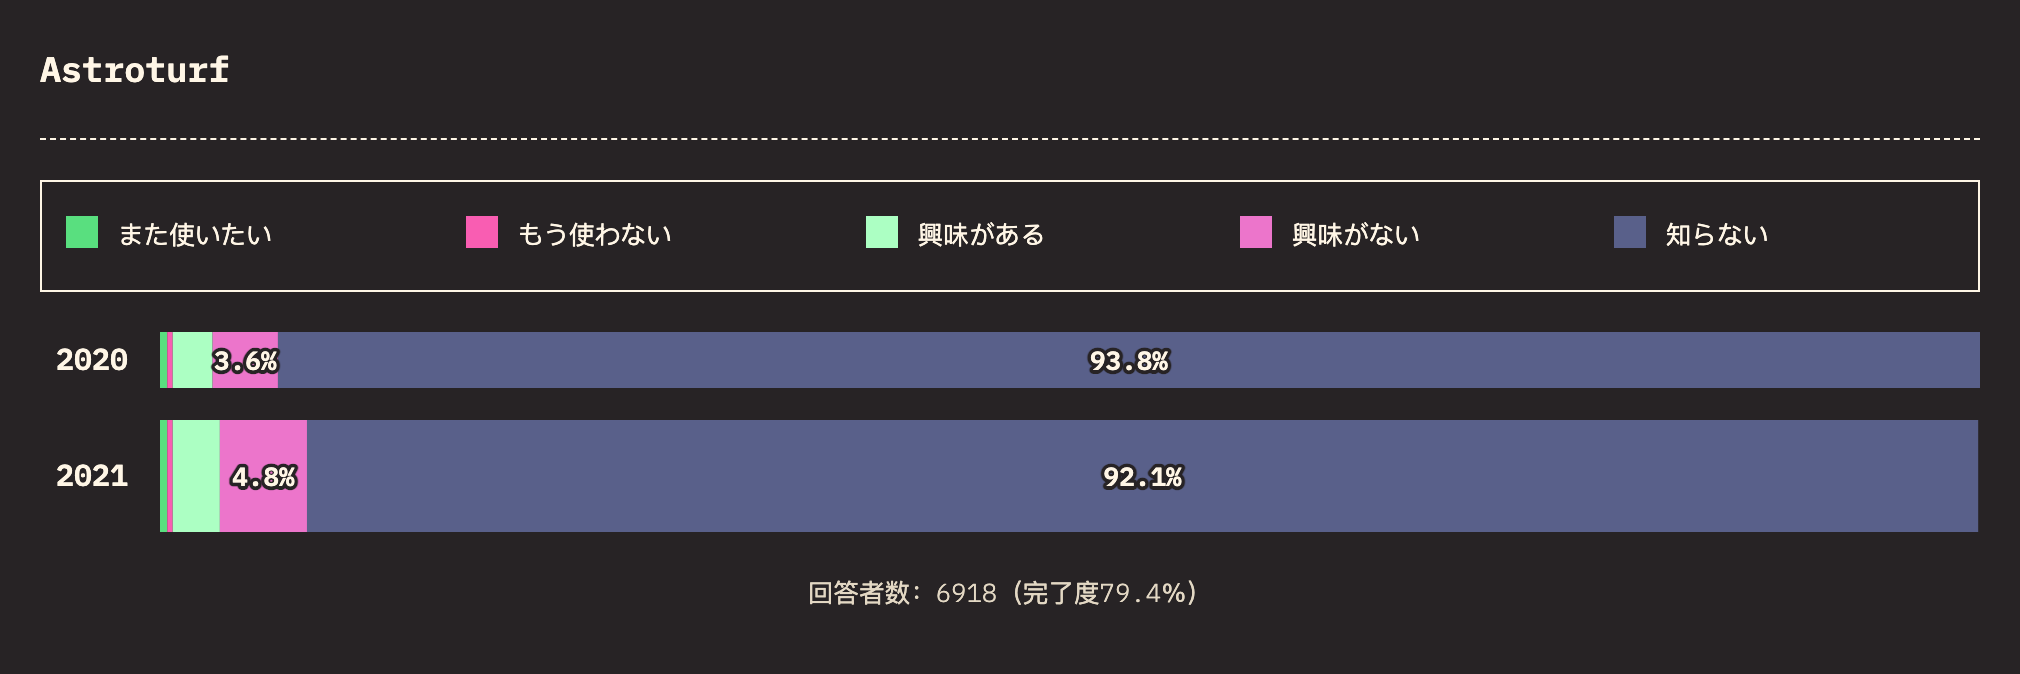 Astroturf
また使いたい もう使わない 興味がある 興味がない 知らない
2020 3.6% 93.8%
2021 4.8% 92.1%
回答者数: 6918 (完了度79.4%)